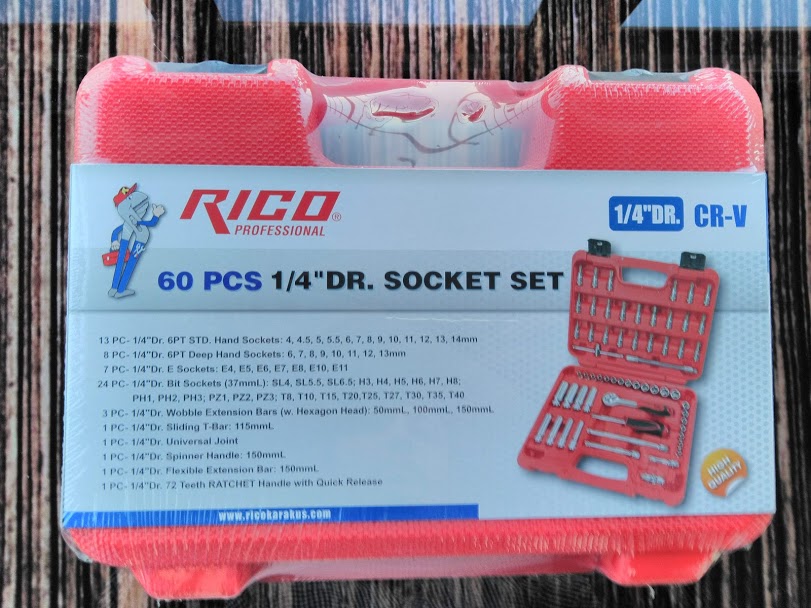 RICO®
PROFESSIONAL
1/4"DR. CR-V
60 PCS 1/4"DR. SOCKET SET
13 PC- 1/4"Dr. 6PT STD. Hand Sockets: 4, 4.5, 5, 5.5, 6, 7, 8, 9, 10, 11, 12, 13, 14mm
8 PC- 1/4"Dr. 6PT Deep Hand Sockets: 6, 7, 8, 9, 10, 11, 12, 13mm
7 PC- 1/4"Dr. E Sockets: E4, E5, E6, E7, E8, E10, E11
24 PC- 1/4"Dr. Bit Sockets (37mmL): SL4, SL5.5, SL6.5; H3, H4, H5, H6, H7, H8;
PH1, PH2, PH3; PZ1, PZ2, PZ3; T8, T10, T15, T20,T25, T27, T30, T35, T40
3 PC- 1/4"Dr. Wobble Extension Bars (w. Hexagon Head): 50mmL, 100mmL, 150mmL
1 PC- 1/4"Dr. Sliding T-Bar: 115mmL
1 PC- 1/4"Dr. Universal Joint
1 PC- 1/4"Dr. Spinner Handle: 150mmL
1 PC- 1/4"Dr. Flexible Extension Bar: 150mmL
1 PC- 1/4"Dr. 72 Teeth RATCHET Handle with Quick Release
HIGH
QUALITY
www.ricokarakus.com